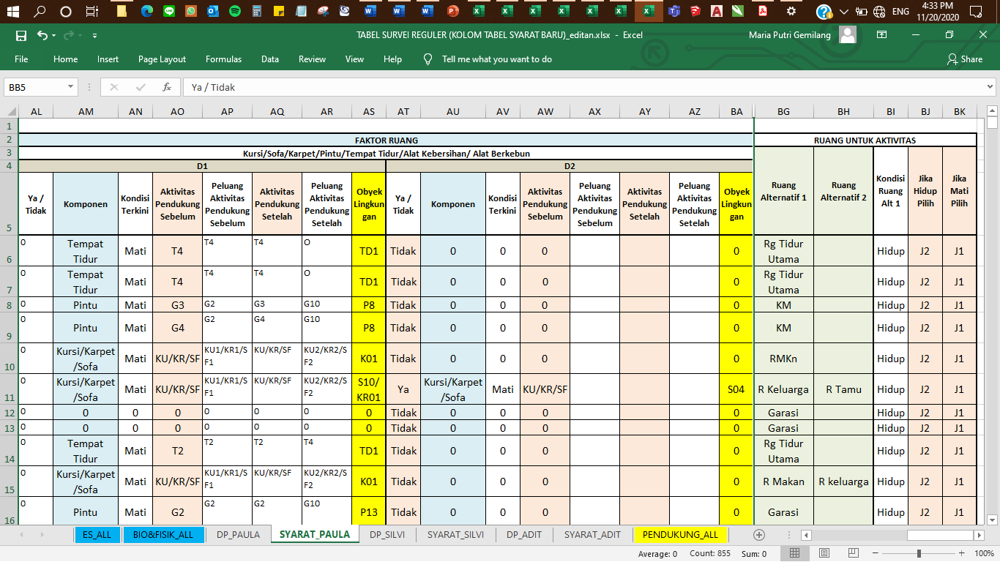 4:33 PM
ENG
11/20/2020
TABEL SURVEI REGULER (KOLOM TABEL SYARAT BARU)_editan.xlsx - Excel
Maria Putri Gemilang
File Home Insert Page Layout Formulas Data Review View Help Tell me what you want to do Share
BB5 fx Ya / Tidak
AL AM AN AO AP AQ AR AS AT AU AV AW AX AY AZ BA BG BH BI BJ BK
1
2 FAKTOR RUANG RUANG UNTUK AKTIVITAS
3 Kursi/Sofa/Karpet/Pintu/Tempat Tidur/Alat Kebersihan/ Alat Berkebun
4 D1 D2
5
Ya /
Tidak
Komponen
Kondisi
Terkini
Aktivitas
Pendukung
Sebelum
Peluang
Aktivitas
Pendukung
Sebelum
Aktivitas
Pendukung
Setelah
Peluang
Aktivitas
Pendukung
Setelah
Obyek
Lingkun
gan
Ya /
Tidak
Komponen
Kondisi
Terkini
Aktivitas
Pendukung
Sebelum
Peluang
Aktivitas
Pendukung
Sebelum
Aktivitas
Pendukung
Setelah
Peluang
Aktivitas
Pendukung
Setelah
Obyek
Lingkun
gan
Ruang
Alternatif 1
Ruang
Alternatif 2
Kondisi
Ruang
Alt 1
Jika
Hidup
Pilih
Jika
Mati
Pilih
6 0 Tempat Tidur Mati T4 T4 T4 O TD1 Tidak 0 0 0 0 Rg Tidur Utama Hidup J2 J1
7 0 Tempat Tidur Mati T4 T4 T4 O TD1 Tidak 0 0 0 0 Rg Tidur Utama Hidup J2 J1
8 0 Pintu Mati G3 G2 G3 G10 P8 Tidak 0 0 0 0 KM Hidup J2 J1
9 0 Pintu Mati G4 G2 G4 G10 P8 Tidak 0 0 0 0 KM Hidup J2 J1
10 0 Kursi/Karpet /Sofa Mati KU/KR/SF KU1/KR1/S F1 KU/KR/SF KU2/KR2/S F2 K01 Tidak 0 0 0 0 RMKn Hidup J2 J1
11 0 Kursi/Karpet /Sofa Mati KU/KR/SF KU1/KR1/S F1 KU/KR/SF KU2/KR2/S F2 S10/ KR01 Ya Kursi/Karpet /Sofa Mati KU/KR/SF S04 R Keluarga R Tamu Hidup J2 J1
12 0 0 0 0 0 0 0 0 Tidak 0 0 0 0 Garasi Hidup J2 J1
13 0 0 0 0 0 0 0 0 Tidak 0 0 0 0 Garasi Hidup J2 J1
14 0 Tempat Tidur Mati T2 T2 T2 T4 TD1 Tidak 0 0 0 0 Rg Tidur Utama Hidup J2 J1
15 0 Kursi/Karpet /Sofa Mati KU/KR/SF KU1/KR1/S F1 KU/KR/SF KU2/KR2/S F2 K01 Tidak 0 0 0 0 R Makan R keluarga Hidup J2 J1
16 0 Pintu Mati G2 G2 G2 G10 P13 Tidak 0 0 0 0 Garasi Hidup J2 J1
ES_ALL BIO&FISIK_ALL DP_PAULA SYARAT_PAULA DP_SILVI SYARAT_SILVI DP_ADIT SYARAT_ADIT PENDUKUNG_ALL
Average: 0 Count: 855 Sum: 0 100%